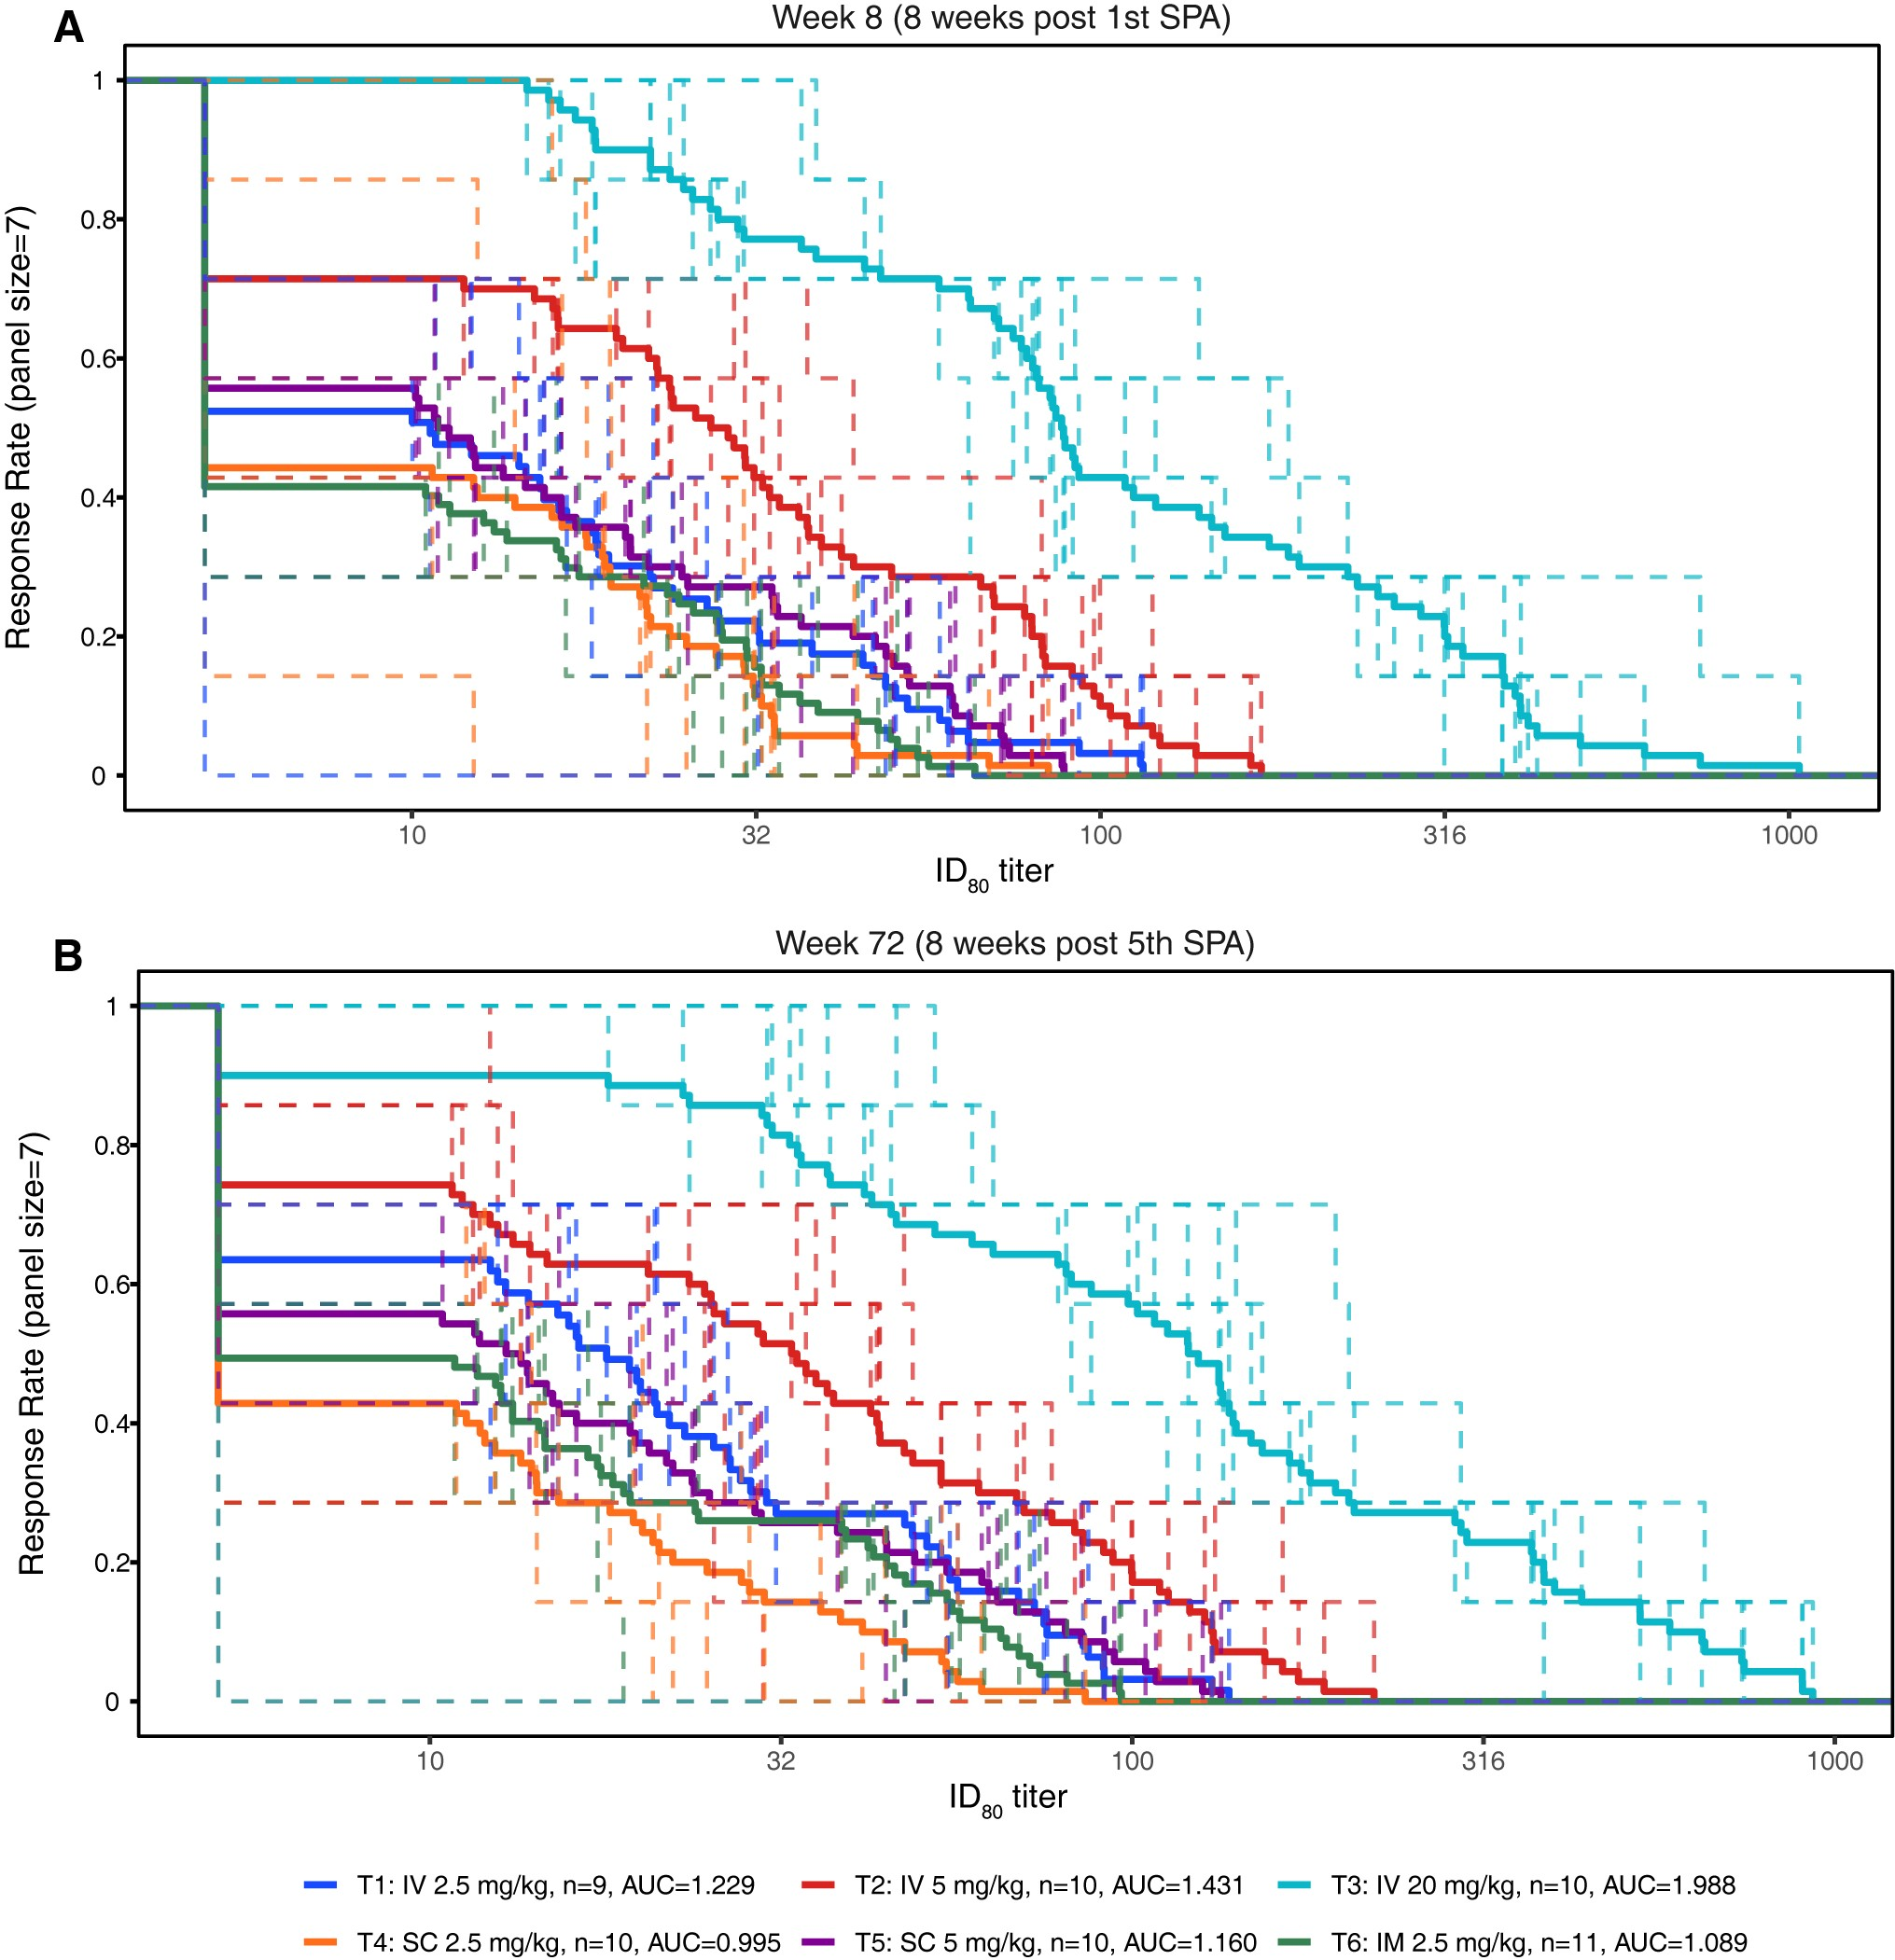 A
Week 8 (8 weeks post 1st SPA)
Response Rate (panel size=7)
1
0.8
0.6
0.4
0.2
0
10 32 100 316 1000
ID80 titer
B
Week 72 (8 weeks post 5th SPA)
Response Rate (panel size=7)
1
0.8
0.6
0.4
0.2
0
10 32 100 316 1000
ID80 titer
T1: IV 2.5 mg/kg, n=9, AUC=1.229 T2: IV 5 mg/kg, n=10, AUC=1.431 T3: IV 20 mg/kg, n=10, AUC=1.988
T4: SC 2.5 mg/kg, n=10, AUC=0.995 T5: SC 5 mg/kg, n=10, AUC=1.160 T6: IM 2.5 mg/kg, n=11, AUC=1.089